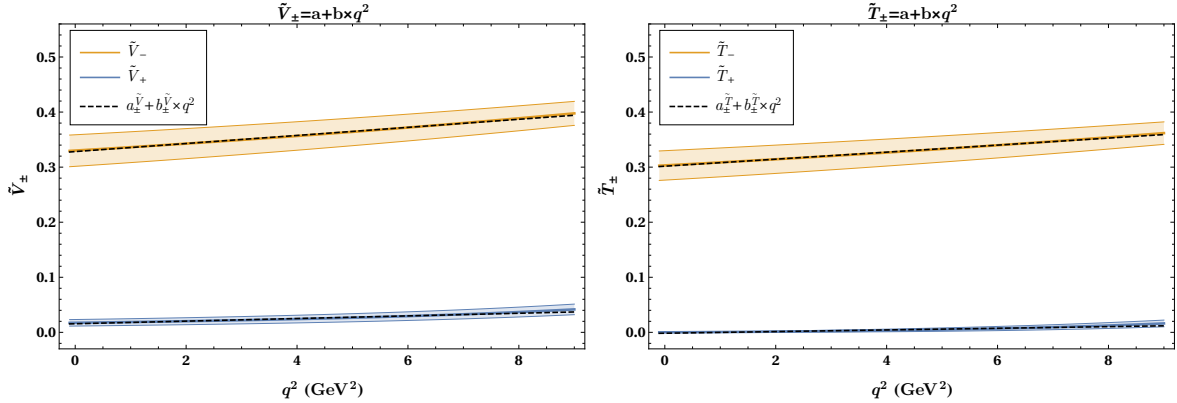 Ṽ±=a+b×q²
Ṽ−
Ṽ+
a±^Ṽ+b±^Ṽ×q²
0.5
0.4
0.3
0.2
0.1
0.0
Ṽ±
0 2 4 6 8
q² (GeV²)
T̃±=a+b×q²
T̃−
T̃+
a±^T̃+b±^T̃×q²
0.5
0.4
0.3
0.2
0.1
0.0
T̃±
0 2 4 6 8
q² (GeV²)